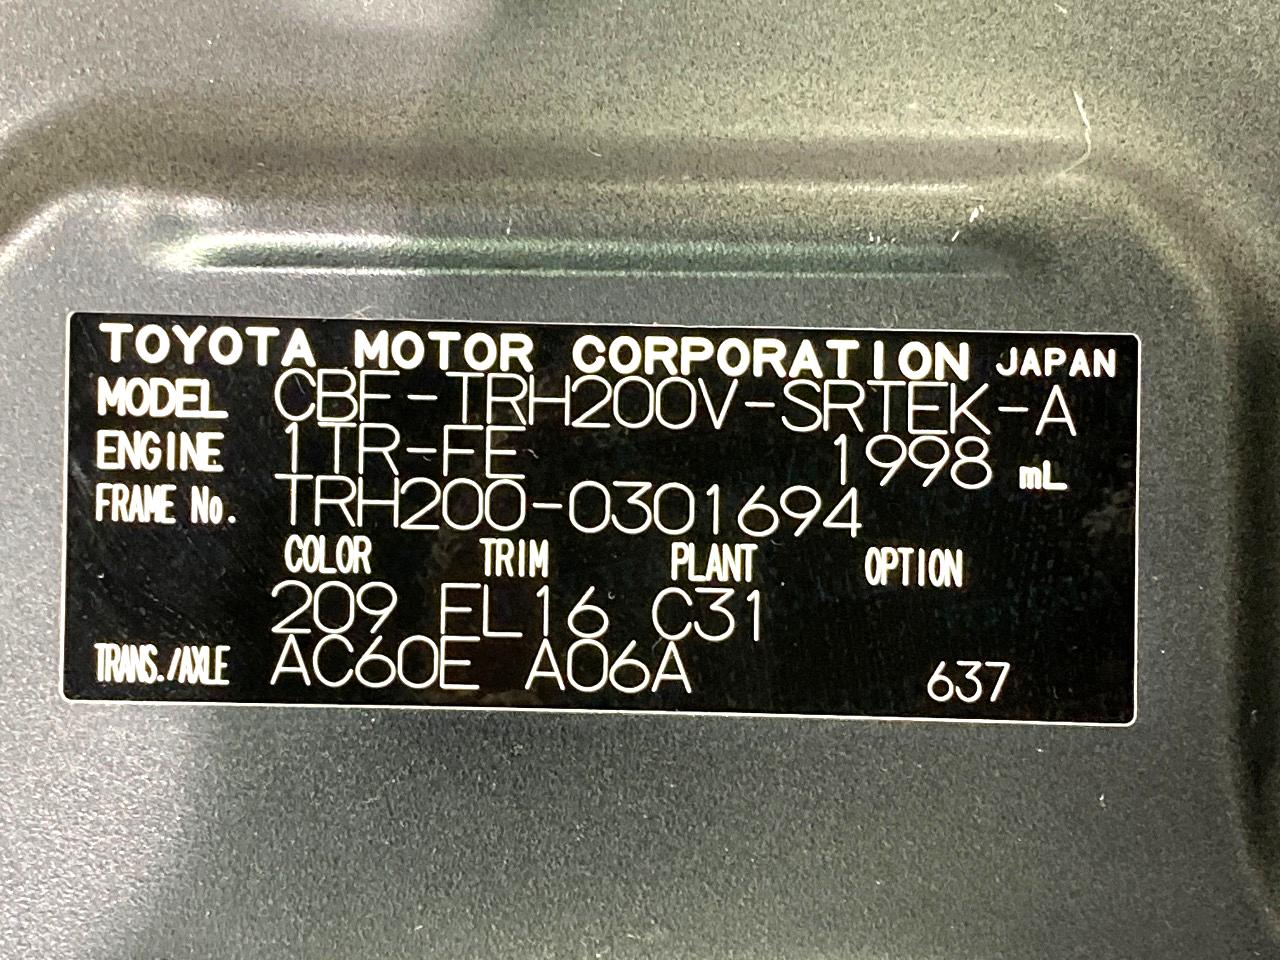 TOYOTA MOTOR CORPORATION JAPAN
MODEL CBF-TRH200V-SRTEK-A
ENGINE 1TR-FE 1998 mL
FRAME No. TRH200-0301694
COLOR TRIM PLANT OPTION
209 FL16 C31
TRANS./AXLE AC60E A06A 637